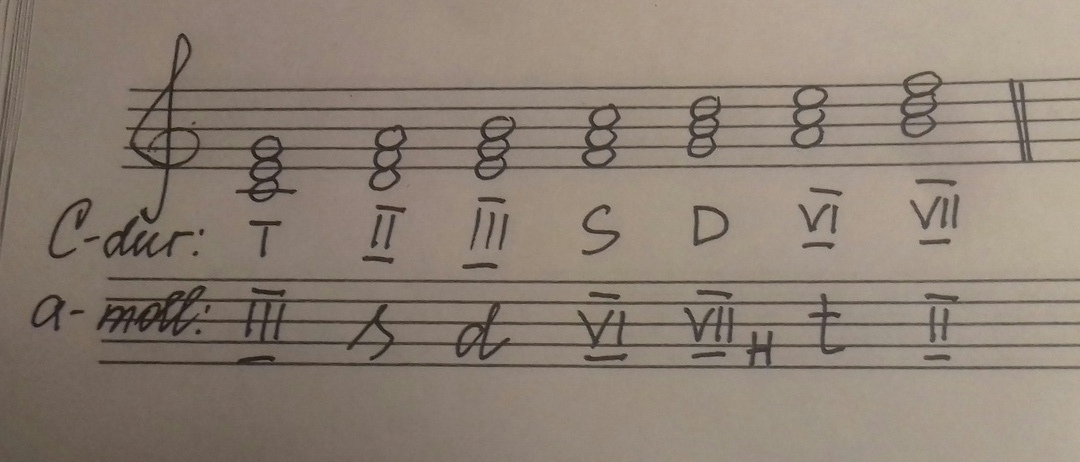 C-dur: T II III S D VI VII
a-moll: III s d VI VII н t II